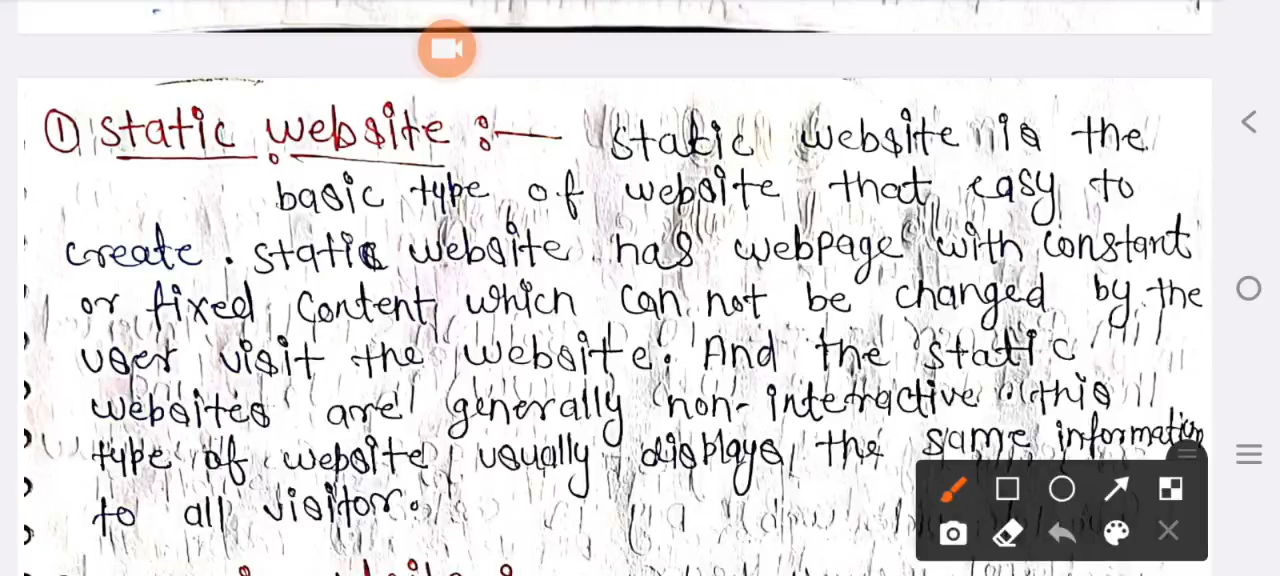 ① static website :— static website is the
basic type of website that easy to
create. static website has webpage with constant
or fixed content which can not be changed by the
user visit the website. And the static
websites are generally non-interractive this
type of website usually displays the same information
to all visitor.